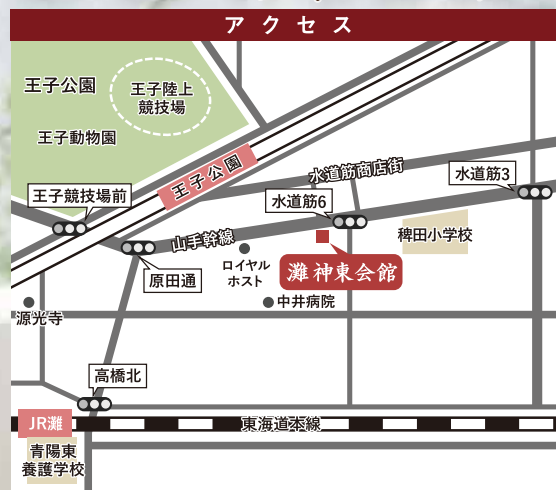 アクセス
王子公園
王子陸上
競技場
王子動物園
王子公園
水道筋商店街
水道筋3
王子競技場前
水道筋6
山手幹線
稗田小学校
ロイヤル
ホスト
灘神東会館
原田通
中井病院
源光寺
高橋北
JR灘
東海道本線
青陽東
養護学校